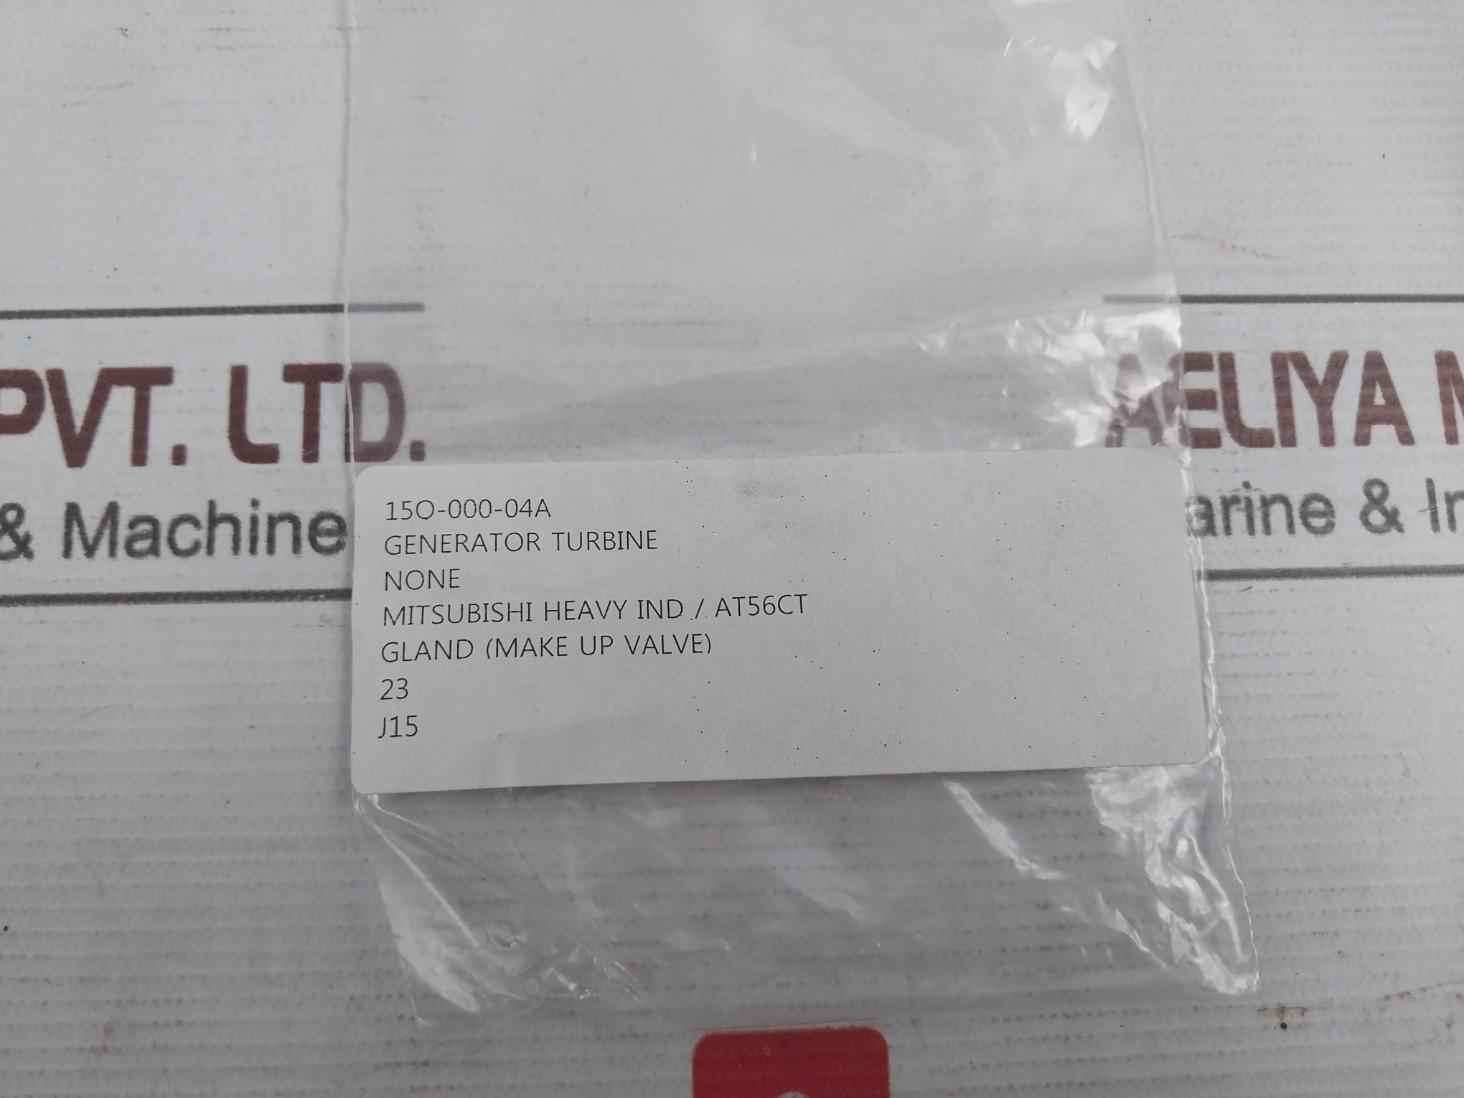 PVT. LTD.
& Machine
AELIYA M
arine & In
15O-000-04A
GENERATOR TURBINE
NONE
MITSUBISHI HEAVY IND / AT56CT
GLAND (MAKE UP VALVE)
23
J15